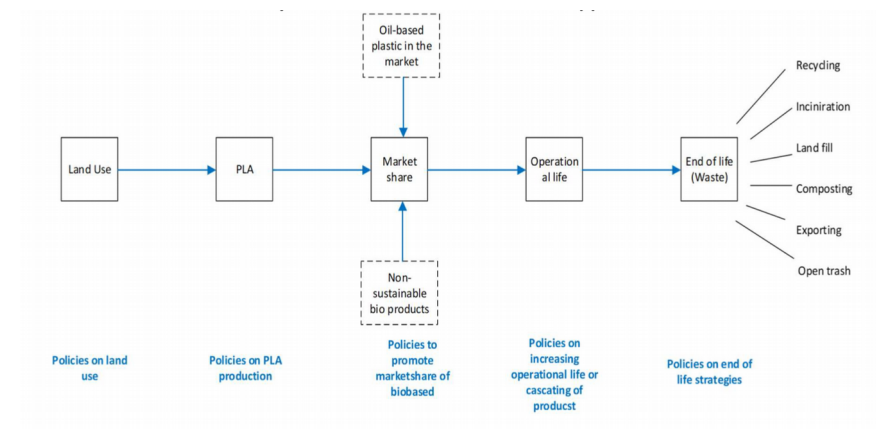 Oil-based
plastic in the
market
Land Use
PLA
Market
share
Operation
al life
End of life
(Waste)
Recycling
Inciniration
Land fill
Composting
Exporting
Open trash
Non-
sustainable
bio products
Policies on land
use
Policies on PLA
production
Policies to
promote
marketshare of
biobased
Policies on
increasing
operational life or
cascating of
producst
Policies on end of
life strategies